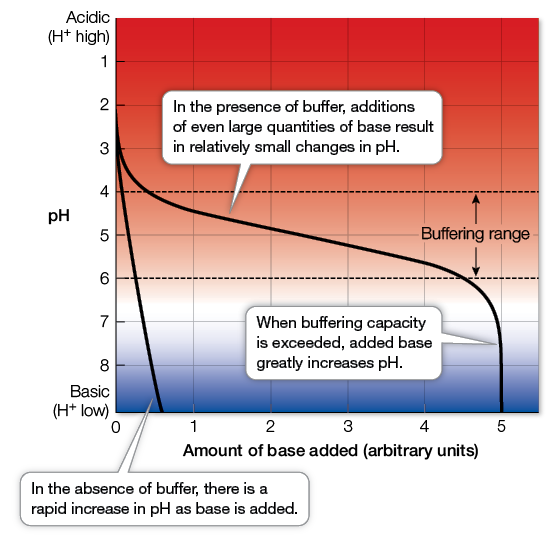 Acidic
(H⁺ high)
1
2
In the presence of buffer, additions
of even large quantities of base result
in relatively small changes in pH.
3
4
pH
5
Buffering range
6
7
When buffering capacity
is exceeded, added base
greatly increases pH.
8
Basic
(H⁺ low)
0 1 2 3 4 5
Amount of base added (arbitrary units)
In the absence of buffer, there is a
rapid increase in pH as base is added.